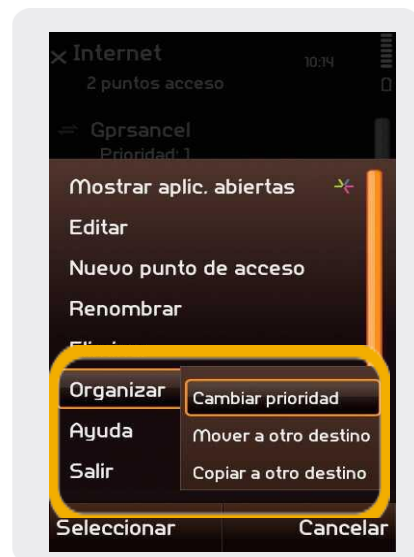 Internet
10:14
2 puntos acceso
Gprsancel
Prioridad: 1
Mostrar aplic. abiertas
Editar
Nuevo punto de acceso
Renombrar
Organizar
Cambiar prioridad
Ayuda
Mover a otro destino
Salir
Copiar a otro destino
Seleccionar
Cancelar